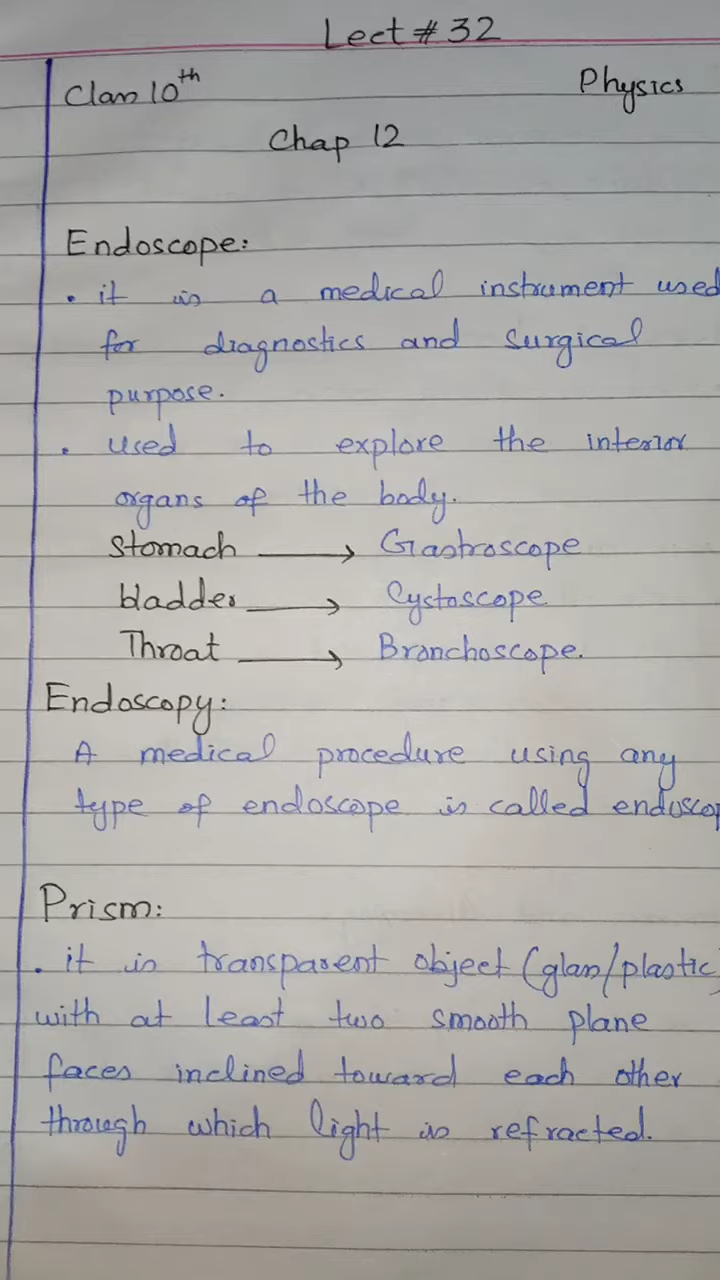 Lect # 32
Class 10th Physics
Chap 12
Endoscope:
. it is a medical instrument used
for diagnostics and surgical
purpose.
. used to explore the interior
organs of the body.
Stomach → Gastroscope
bladder → Cystoscope
Throat → Bronchoscope.
Endoscopy:
A medical procedure using any
type of endoscope is called endoscop
Prism:
. it is transparent object (glass/plastic)
with at least two smooth plane
faces inclined toward each other
through which light is refracted.